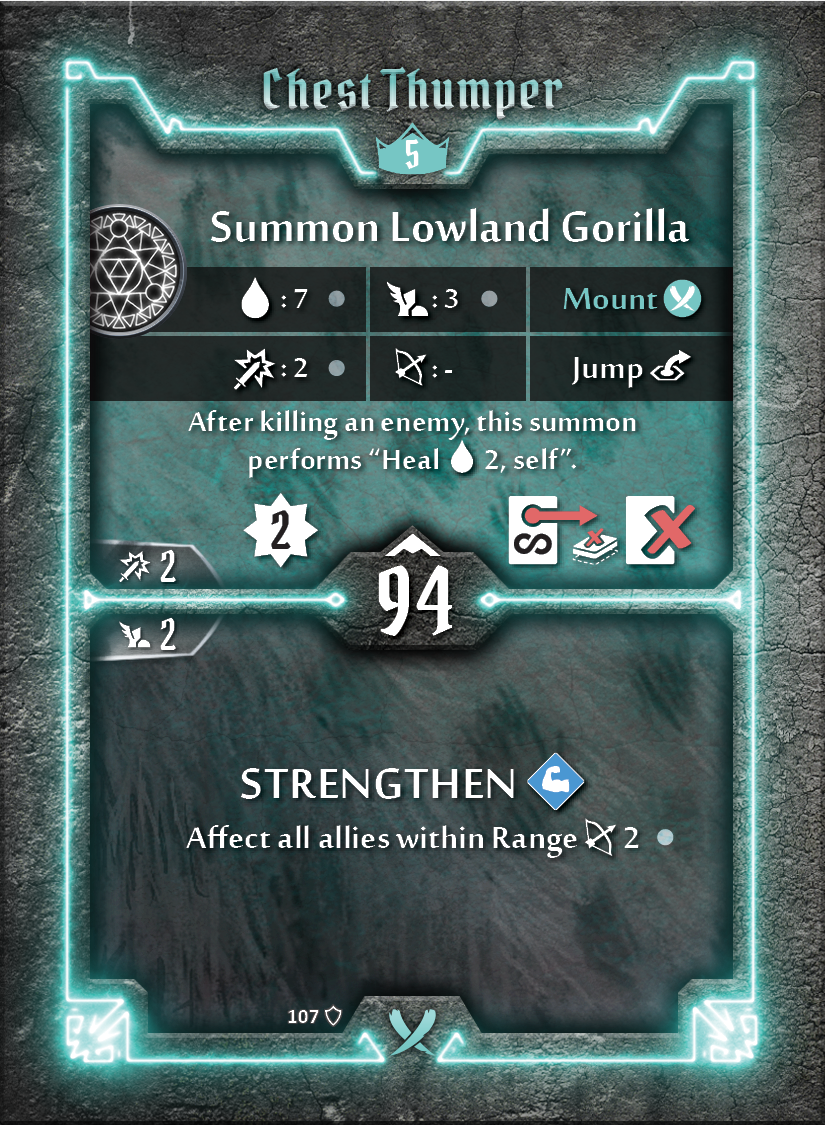 Chest Thumper
5
Summon Lowland Gorilla
: 7 : 3 Mount
: 2 : - Jump
After killing an enemy, this summon
performs “Heal 2, self”.
2
2
94
2
STRENGTHEN
Affect all allies within Range 2
107